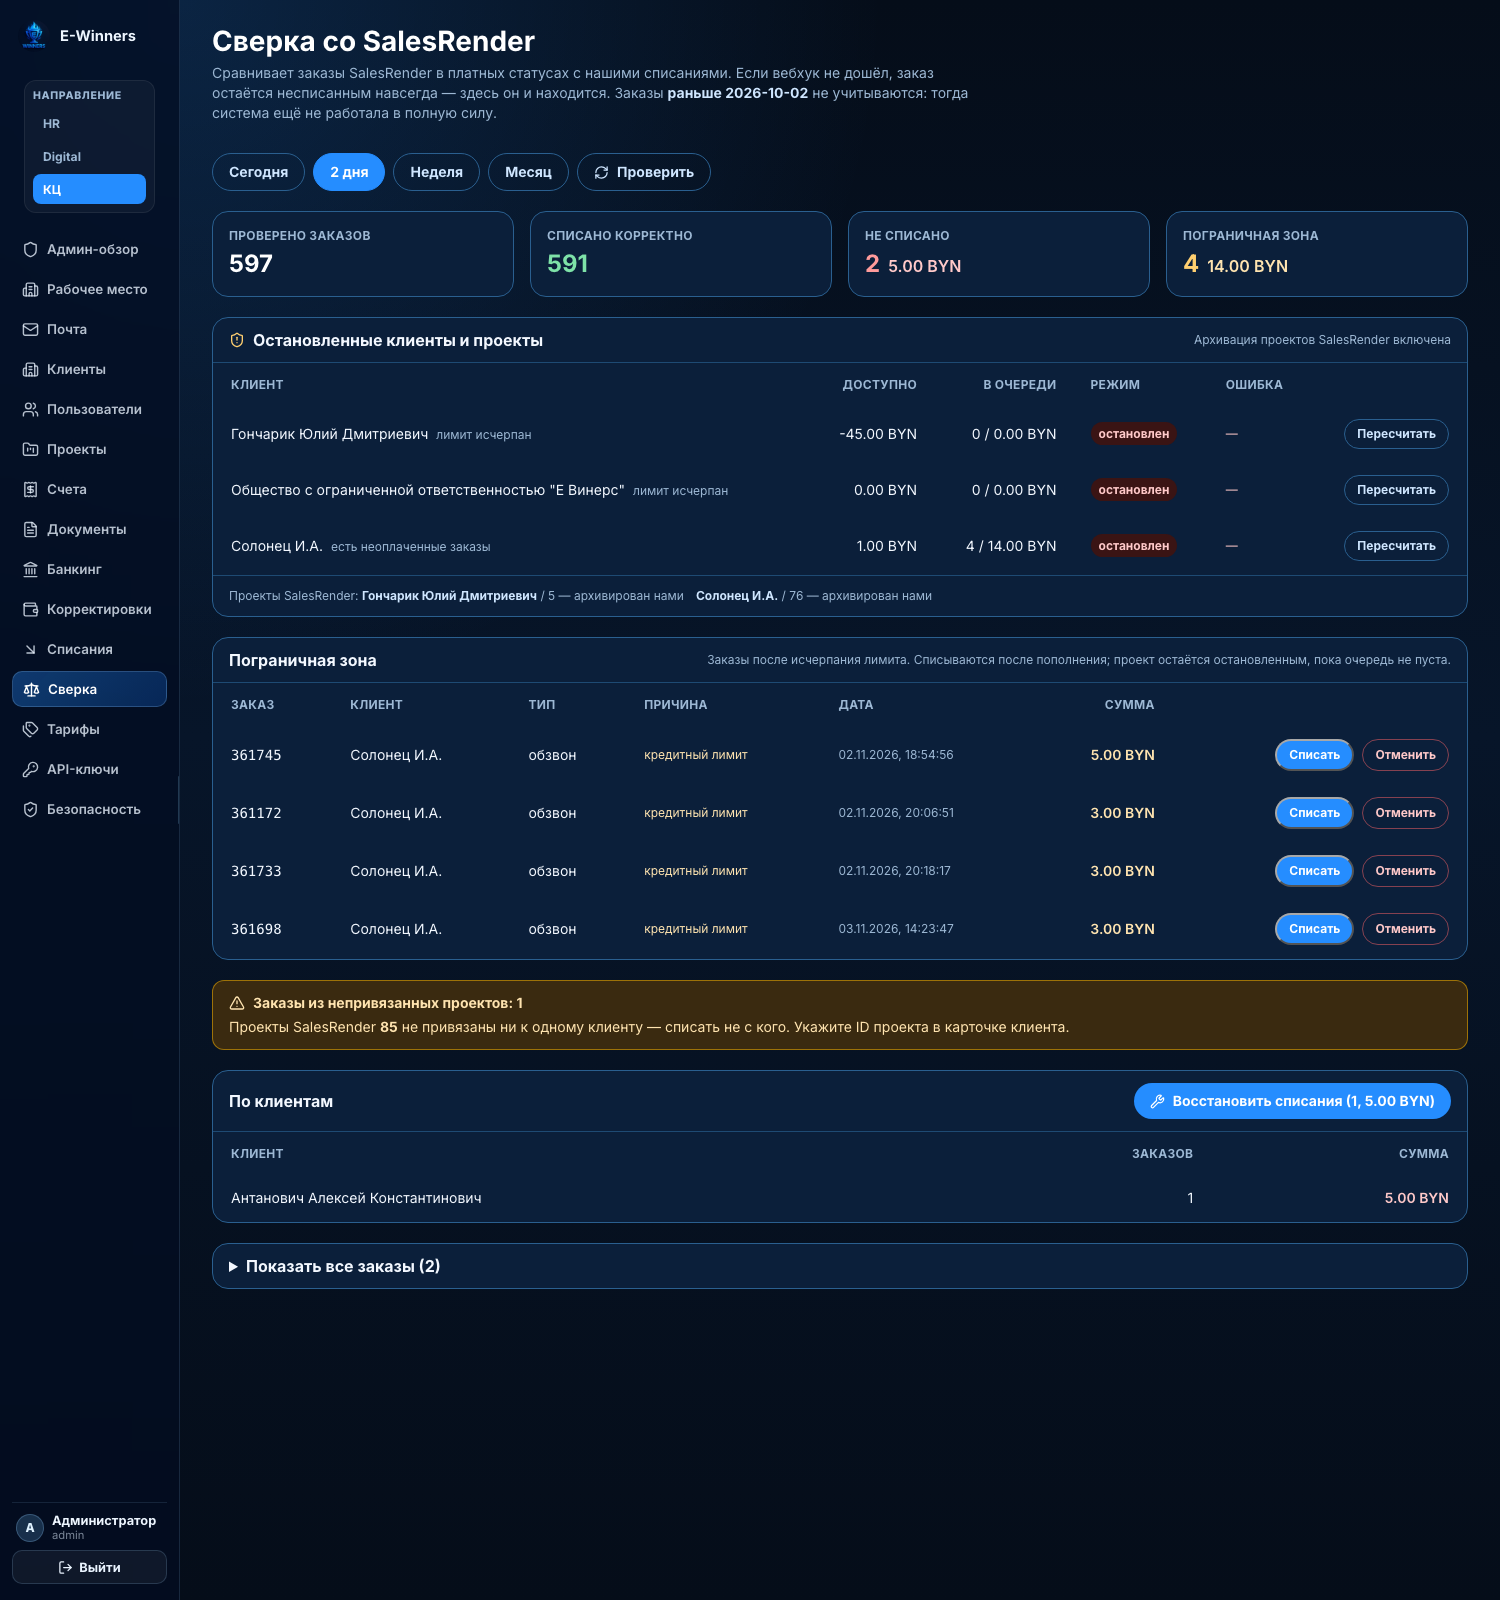 E-Winners
НАПРАВЛЕНИЕ
HR
Digital
КЦ
Админ-обзор
Рабочее место
Почта
Клиенты
Пользователи
Проекты
Счета
Документы
Банкинг
Корректировки
Списания
Сверка
Тарифы
API-ключи
Безопасность
A
Администратор
admin
Выйти
Сверка со SalesRender
Сравнивает заказы SalesRender в платных статусах с нашими списаниями. Если вебхук не дошёл, заказ
остаётся несписанным навсегда — здесь он и находится. Заказы раньше 2026-10-02 не учитываются: тогда
система ещё не работала в полную силу.
Сегодня 2 дня Неделя Месяц Проверить
ПРОВЕРЕНО ЗАКАЗОВ СПИСАНО КОРРЕКТНО НЕ СПИСАНО ПОГРАНИЧНАЯ ЗОНА
597 591 2 5.00 BYN 4 14.00 BYN
Остановленные клиенты и проекты Архивация проектов SalesRender включена
КЛИЕНТ ДОСТУПНО В ОЧЕРЕДИ РЕЖИМ ОШИБКА
Гончарик Юлий Дмитриевич лимит исчерпан -45.00 BYN 0 / 0.00 BYN остановлен — Пересчитать
Общество с ограниченной ответственностью "Е Винерс" лимит исчерпан 0.00 BYN 0 / 0.00 BYN остановлен — Пересчитать
Солонец И.А. есть неоплаченные заказы 1.00 BYN 4 / 14.00 BYN остановлен — Пересчитать
Проекты SalesRender: Гончарик Юлий Дмитриевич / 5 — архивирован нами Солонец И.А. / 76 — архивирован нами
Пограничная зона Заказы после исчерпания лимита. Списываются после пополнения; проект остаётся остановленным, пока очередь не пуста.
ЗАКАЗ КЛИЕНТ ТИП ПРИЧИНА ДАТА СУММА
361745 Солонец И.А. обзвон кредитный лимит 02.11.2026, 18:54:56 5.00 BYN Списать Отменить
361172 Солонец И.А. обзвон кредитный лимит 02.11.2026, 20:06:51 3.00 BYN Списать Отменить
361733 Солонец И.А. обзвон кредитный лимит 02.11.2026, 20:18:17 3.00 BYN Списать Отменить
361698 Солонец И.А. обзвон кредитный лимит 03.11.2026, 14:23:47 3.00 BYN Списать Отменить
Заказы из непривязанных проектов: 1
Проекты SalesRender 85 не привязаны ни к одному клиенту — списать не с кого. Укажите ID проекта в карточке клиента.
По клиентам Восстановить списания (1, 5.00 BYN)
КЛИЕНТ ЗАКАЗОВ СУММА
Антанович Алексей Константинович 1 5.00 BYN
Показать все заказы (2)